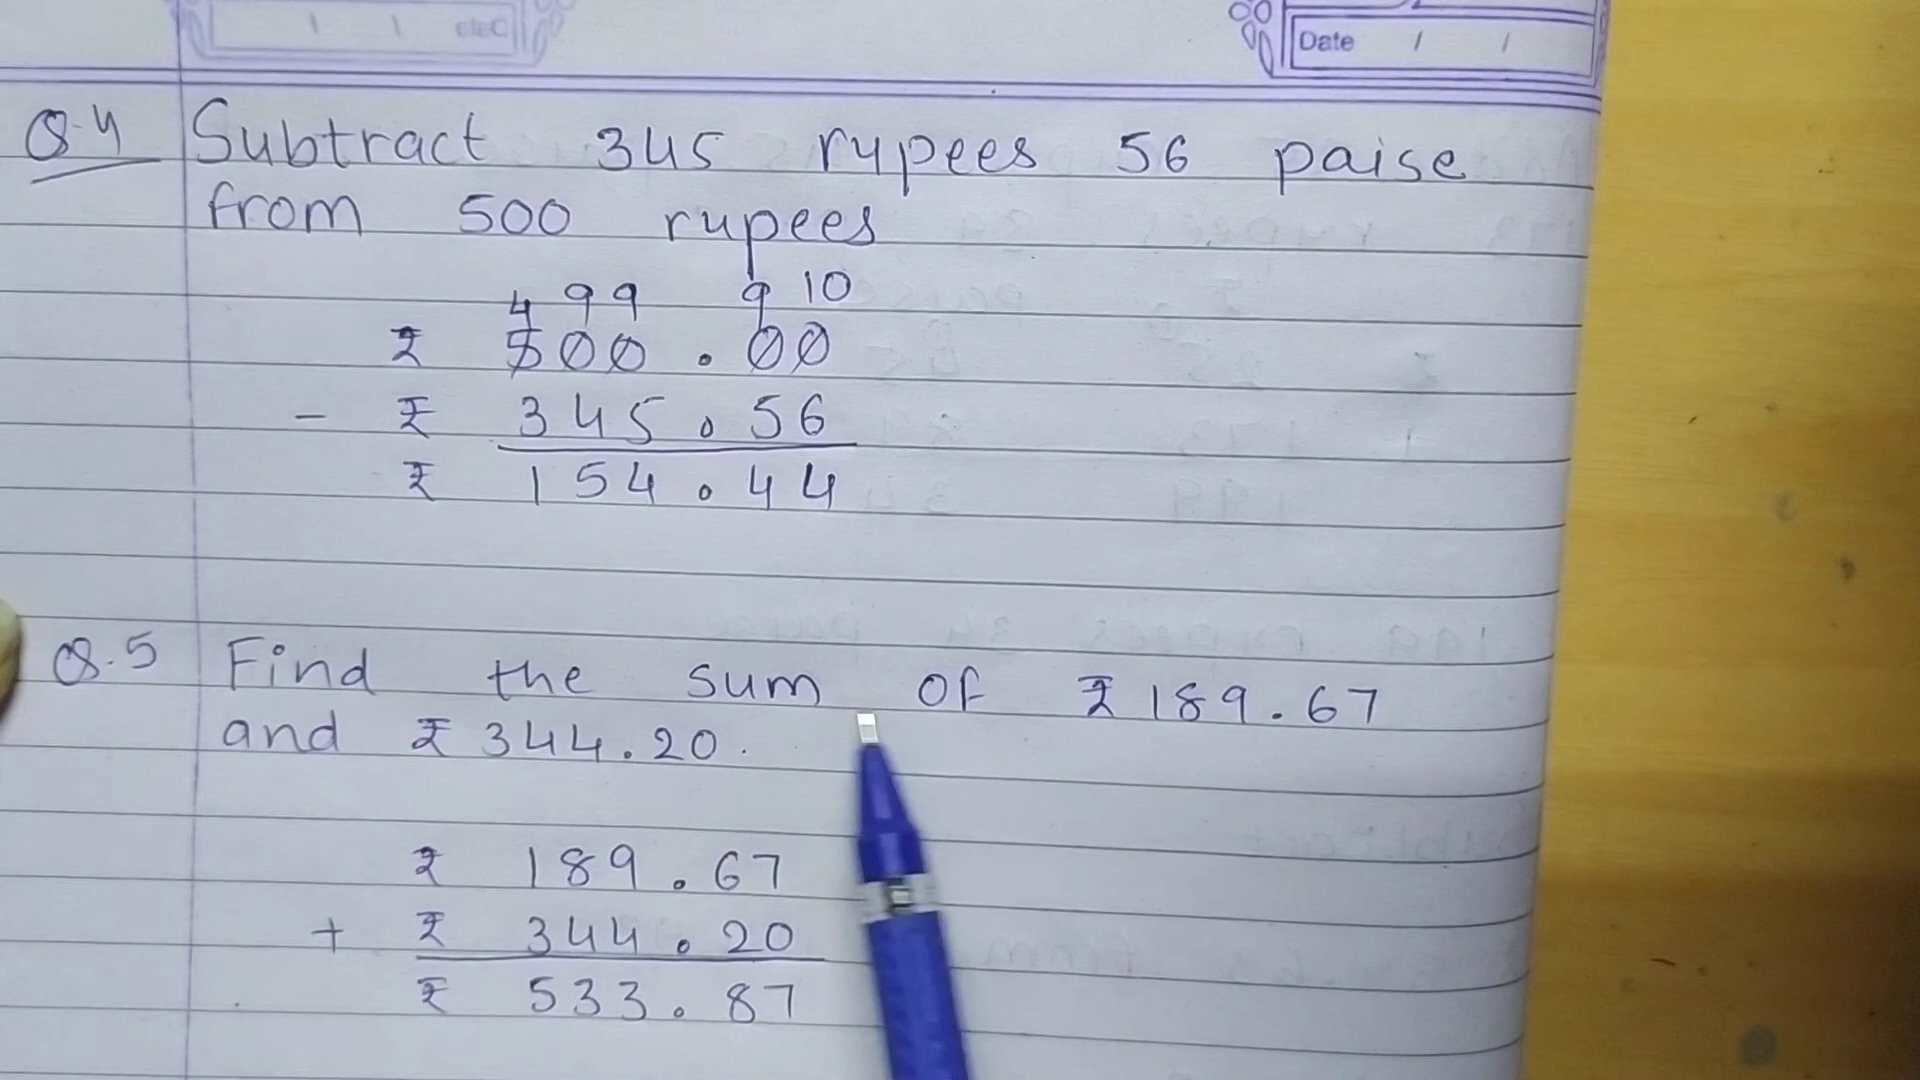 Date / /
Q.4 Subtract 345 rupees 56 paise
from 500 rupees
4 9 9 9 10
₹ 500.00
- ₹ 345.56
₹ 154.44
Q.5 Find the sum of ₹ 189.67
and ₹ 344.20.
₹ 189.67
+ ₹ 344.20
₹ 533.87